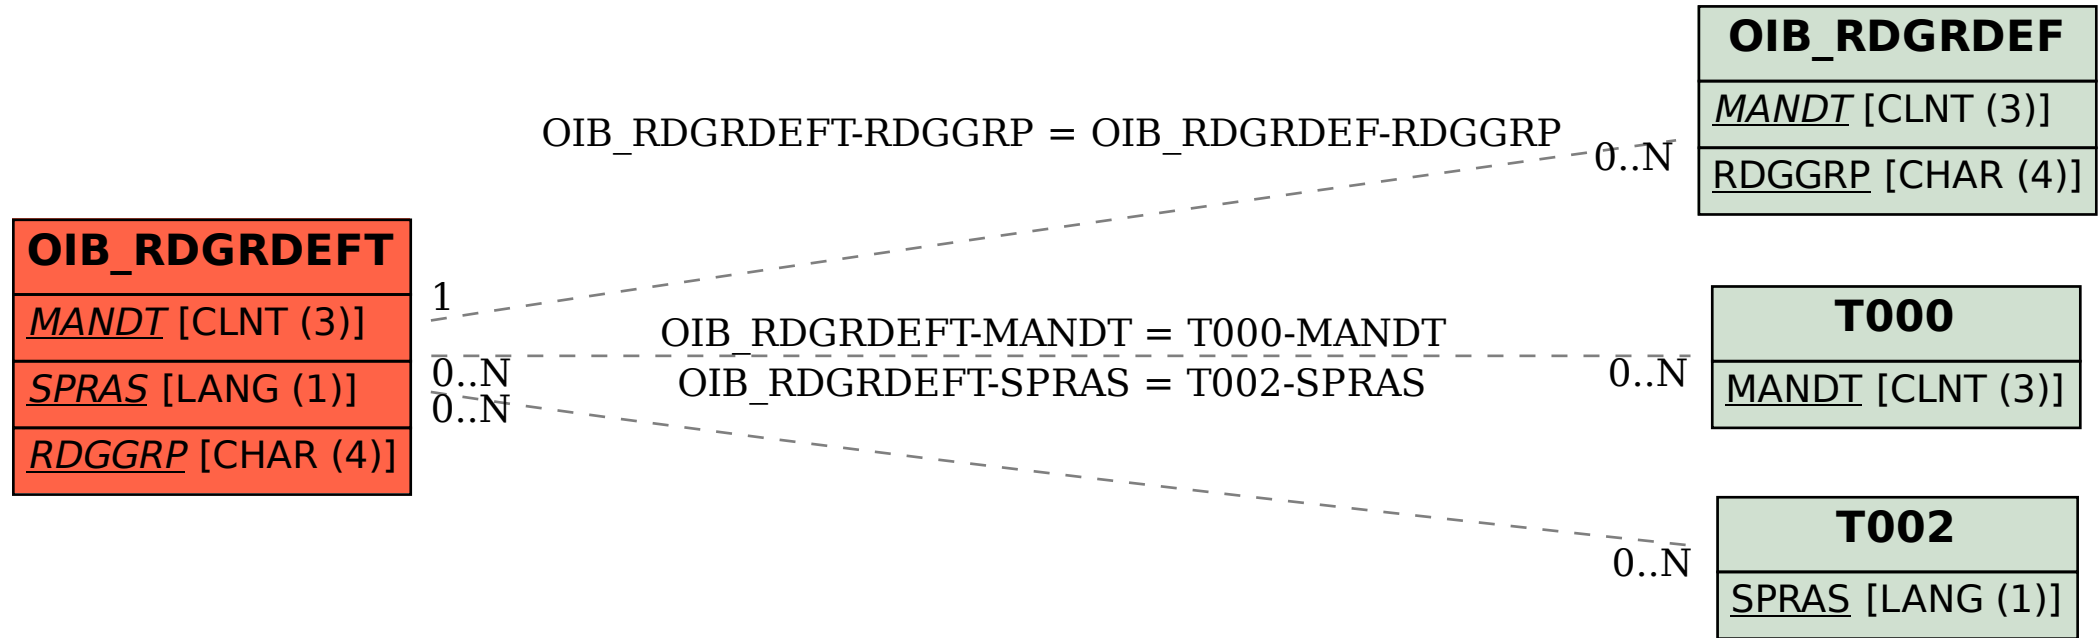 OIB_RDGRDEF
MANDT [CLNT (3)]
RDGGRP [CHAR (4)]
OIB_RDGRDEFT-RDGGRP = OIB_RDGRDEF-RDGGRP
0..N
OIB_RDGRDEFT
MANDT [CLNT (3)]
SPRAS [LANG (1)]
RDGGRP [CHAR (4)]
1
OIB_RDGRDEFT-MANDT = T000-MANDT
0..N
0..N
OIB_RDGRDEFT-SPRAS = T002-SPRAS
0..N
0..N
T000
MANDT [CLNT (3)]
T002
SPRAS [LANG (1)]